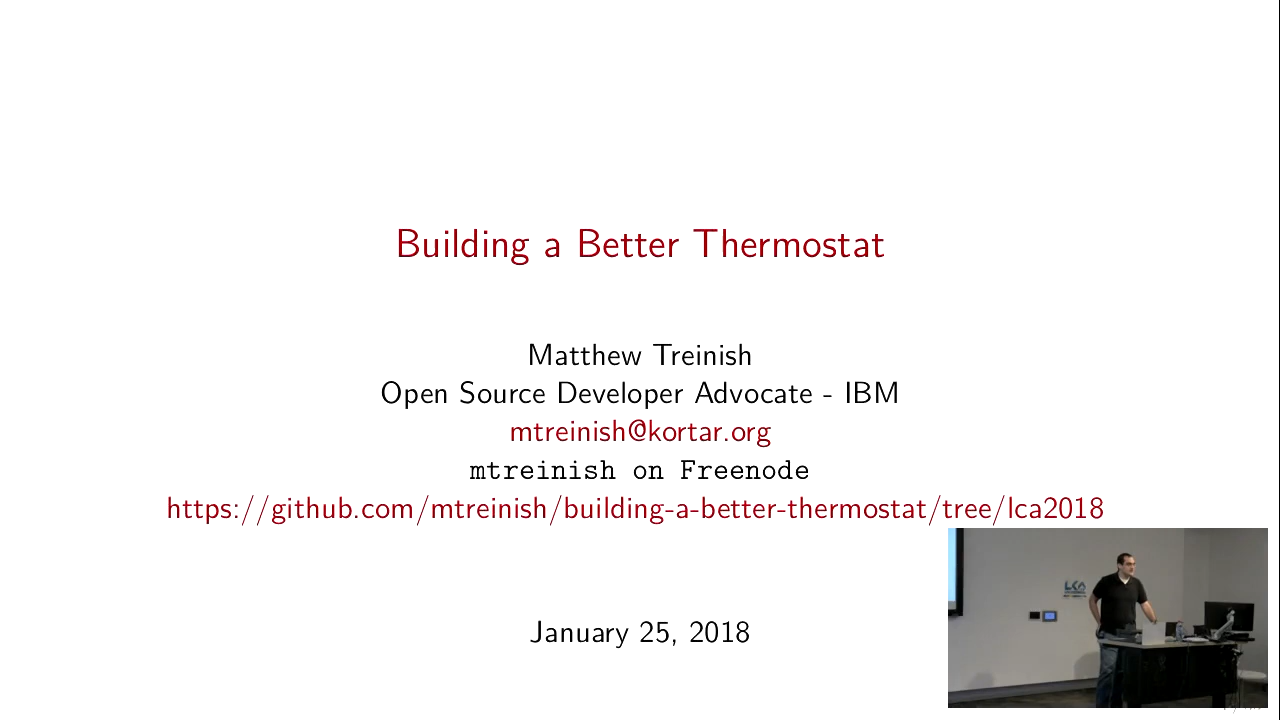 Building a Better Thermostat
Matthew Treinish
Open Source Developer Advocate - IBM
mtreinish@kortar.org
mtreinish on Freenode
https://github.com/mtreinish/building-a-better-thermostat/tree/lca2018
LCA
January 25, 2018